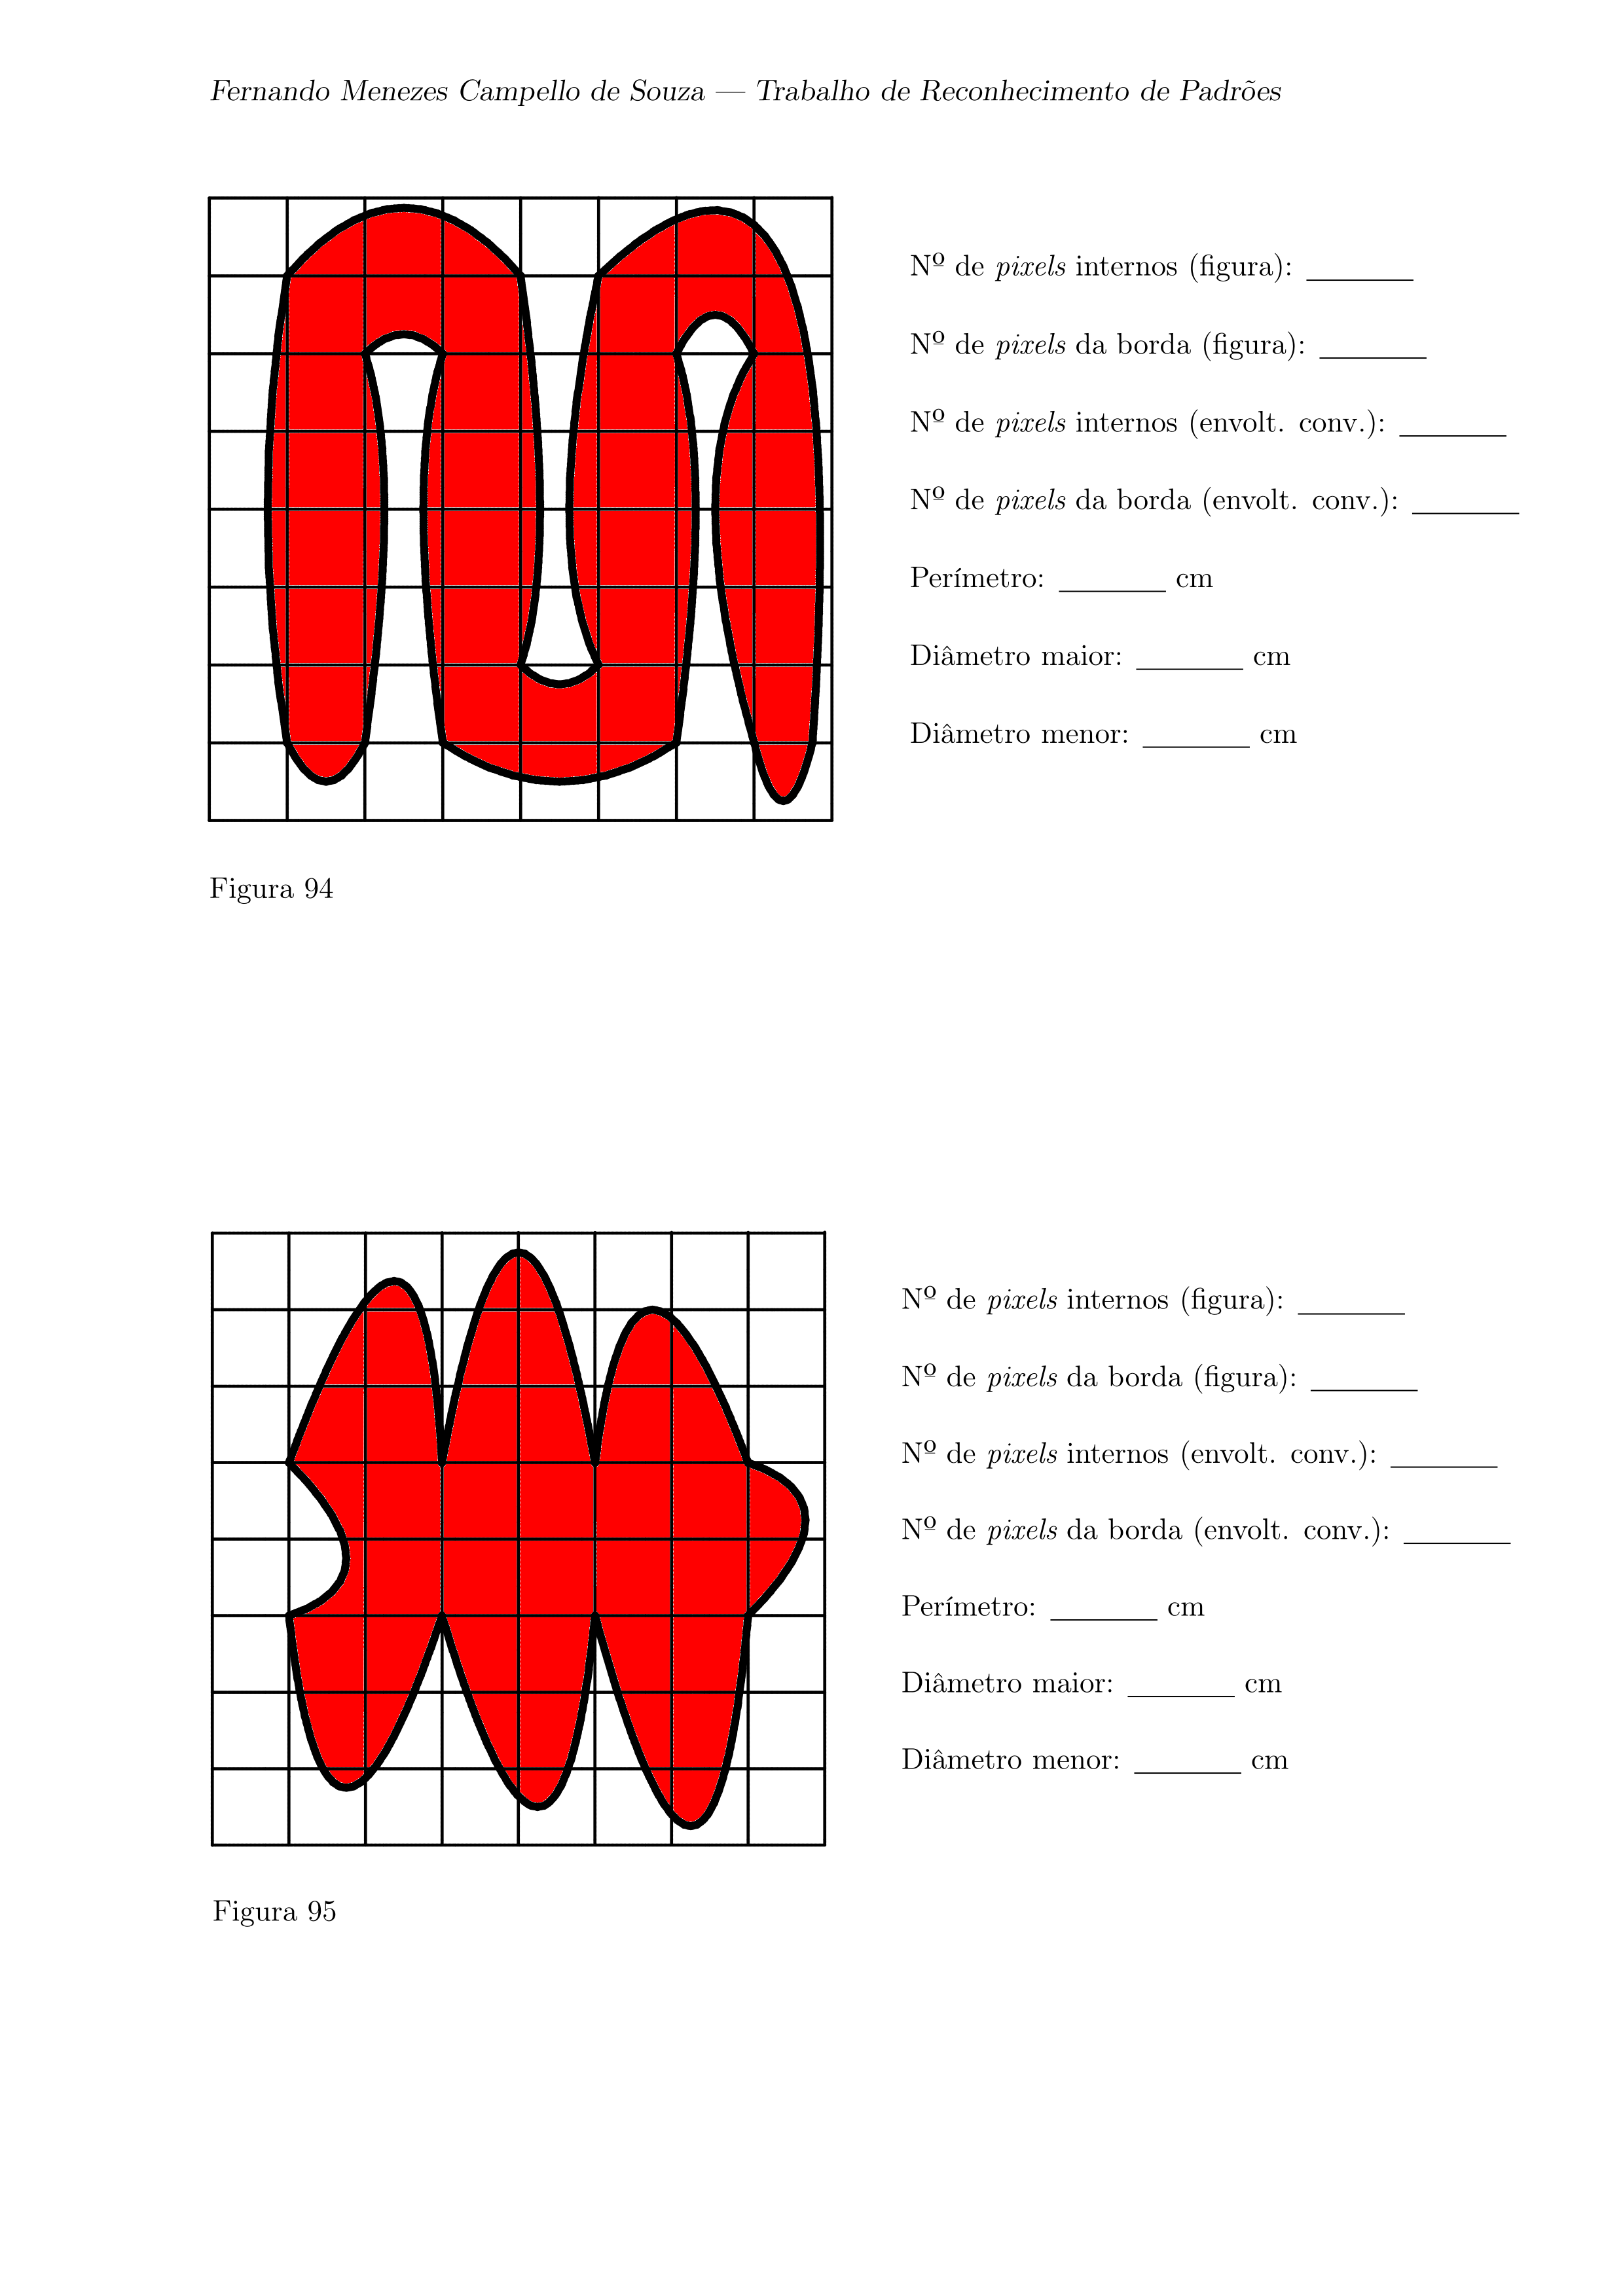 Fernando Menezes Campello de Souza — Trabalho de Reconhecimento de Padrões
Nº de pixels internos (figura): _______
Nº de pixels da borda (figura): _______
Nº de pixels internos (envolt. conv.): _______
Nº de pixels da borda (envolt. conv.): _______
Perímetro: _______ cm
Diâmetro maior: _______ cm
Diâmetro menor: _______ cm
Figura 94
Nº de pixels internos (figura): _______
Nº de pixels da borda (figura): _______
Nº de pixels internos (envolt. conv.): _______
Nº de pixels da borda (envolt. conv.): _______
Perímetro: _______ cm
Diâmetro maior: _______ cm
Diâmetro menor: _______ cm
Figura 95